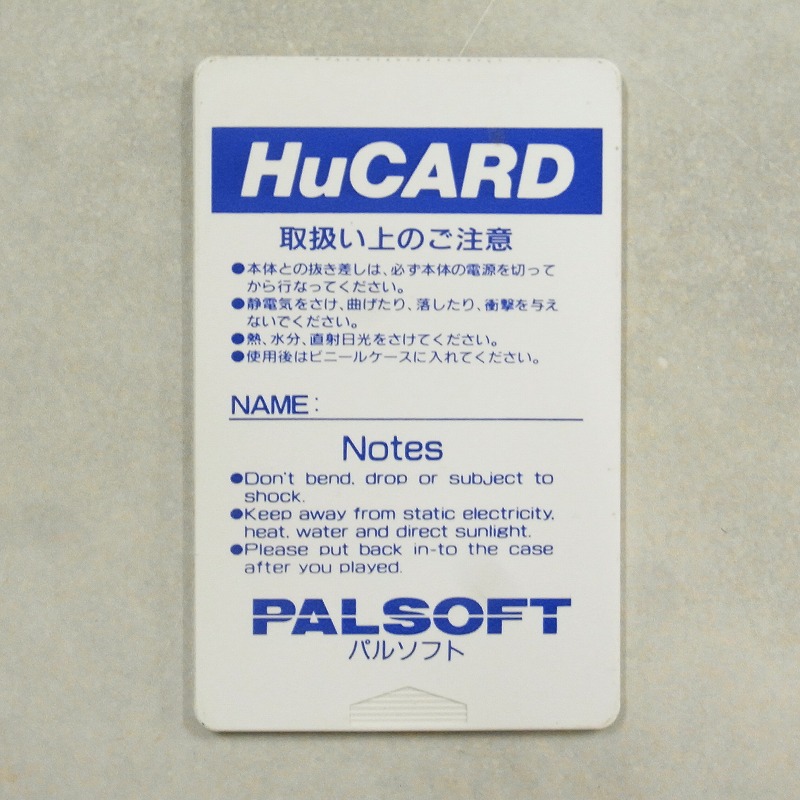 HuCARD
取扱い上のご注意
●本体との抜き差しは、必ず本体の電源を切って
から行なってください。
●静電気をさけ、曲げたり、落したり、衝撃を与え
ないでください。
●熱、水分、直射日光をさけてください。
●使用後はビニールケースに入れてください。
NAME:
Notes
●Don't bend, drop or subject to
shock.
●Keep away from static electricity,
heat, water and direct sunlight.
●Please put back in-to the case
after you played.
PALSOFT
パルソフト